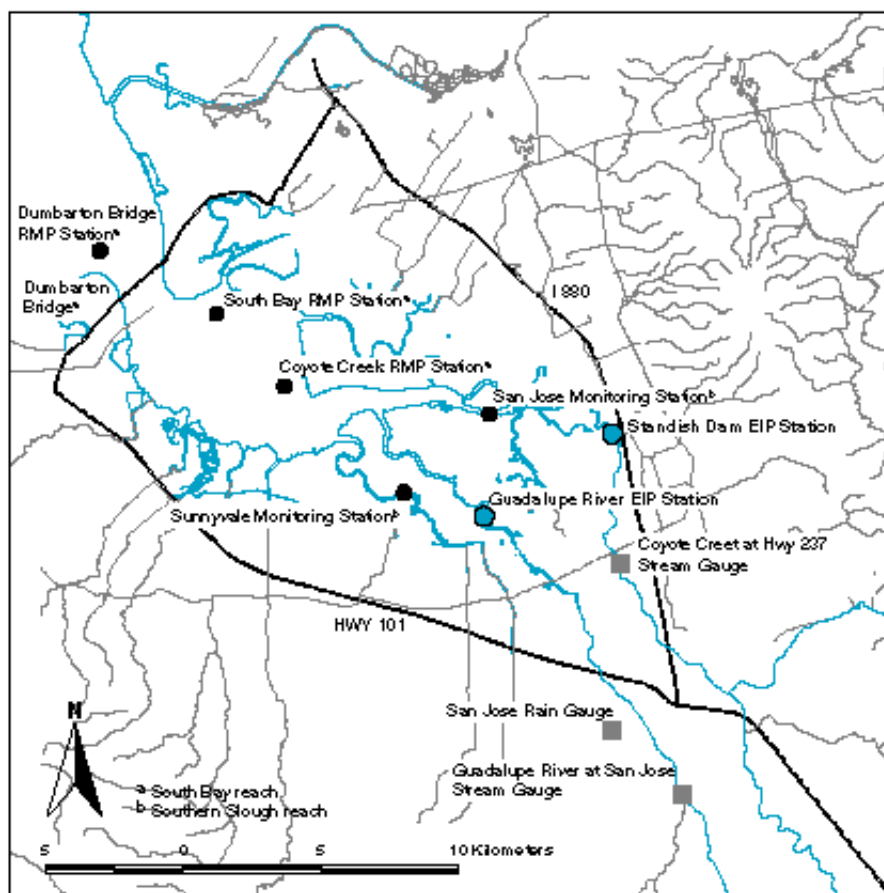 Dumbarton Bridge
RMP Station a
Dumbarton
Bridge a
South Bay RMP Station a
I 880
Coyote Creek RMP Station a
San Jose Monitoring Station b
Standish Dam EIP Station
Guadalupe River EIP Station
Sunnyvale Monitoring Station b
Coyote Creet at Hwy 237
Stream Gauge
HWY 101
San Jose Rain Gauge
Guadalupe River at San Jose
Stream Gauge
N
a South Bay reach
b Southern Slough reach
5 0 5 10 Kilometers